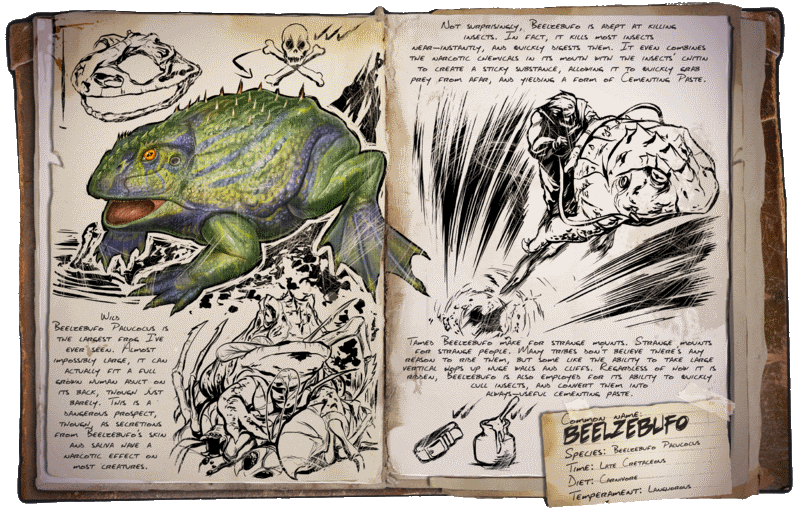 Wild
Beelzebufo Palucocus is
the largest frog I've
ever seen. Almost
impossibly large, it can
actually fit a full
grown human adult on
its back, though just
barely. This is a
dangerous prospect,
though, as secretions
from Beelzebufo's skin
and saliva have a
narcotic effect on
most creatures.
Not surprisingly, Beelzebufo is adept at killing
insects. In fact, it kills most insects
near-instantly, and quickly digests them. It even combines
the narcotic chemicals in its mouth with the insects' chitin
to create a sticky substance, allowing it to quickly grab
prey from afar, and yielding a form of Cementing Paste.
Tamed Beelzebufo make for strange mounts. Strange mounts
for strange people. Many tribes don't believe there's any
reason to ride them, but some like the ability to take large
vertical hops up huge walls and cliffs. Regardless of how it is
ridden, Beelzebufo is also employed for its ability to quickly
cull insects, and convert them into
always-useful cementing paste.
Common name:
Beelzebufo
Species: Beelzebufo Palucocus
Time: Late Cretaceous
Diet: Carnivore
Temperament: Languorous